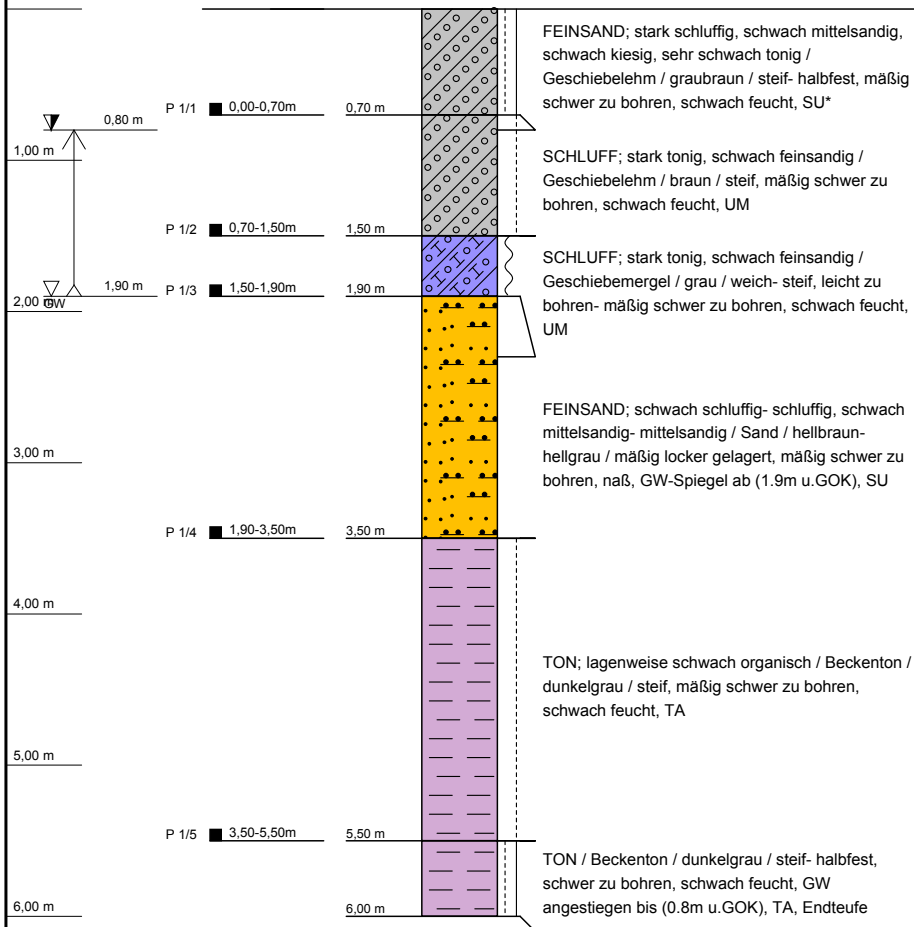 FEINSAND; stark schluffig, schwach mittelsandig,
schwach kiesig, sehr schwach tonig /
Geschiebelehm / graubraun / steif- halbfest, mäßig
schwer zu bohren, schwach feucht, SU*
P 1/1 0,00-0,70m 0,70 m
0,80 m
1,00 m
SCHLUFF; stark tonig, schwach feinsandig /
Geschiebelehm / braun / steif, mäßig schwer zu
bohren, schwach feucht, UM
P 1/2 0,70-1,50m 1,50 m
SCHLUFF; stark tonig, schwach feinsandig /
Geschiebemergel / grau / weich- steif, leicht zu
bohren- mäßig schwer zu bohren, schwach feucht,
UM
1,90 m P 1/3 1,50-1,90m 1,90 m
2,00 m
GW
FEINSAND; schwach schluffig- schluffig, schwach
mittelsandig- mittelsandig / Sand / hellbraun-
hellgrau / mäßig locker gelagert, mäßig schwer zu
bohren, naß, GW-Spiegel ab (1.9m u.GOK), SU
3,00 m
P 1/4 1,90-3,50m 3,50 m
4,00 m
TON; lagenweise schwach organisch / Beckenton /
dunkelgrau / steif, mäßig schwer zu bohren,
schwach feucht, TA
5,00 m
P 1/5 3,50-5,50m 5,50 m
TON / Beckenton / dunkelgrau / steif- halbfest,
schwer zu bohren, schwach feucht, GW
angestiegen bis (0.8m u.GOK), TA, Endteufe
6,00 m 6,00 m